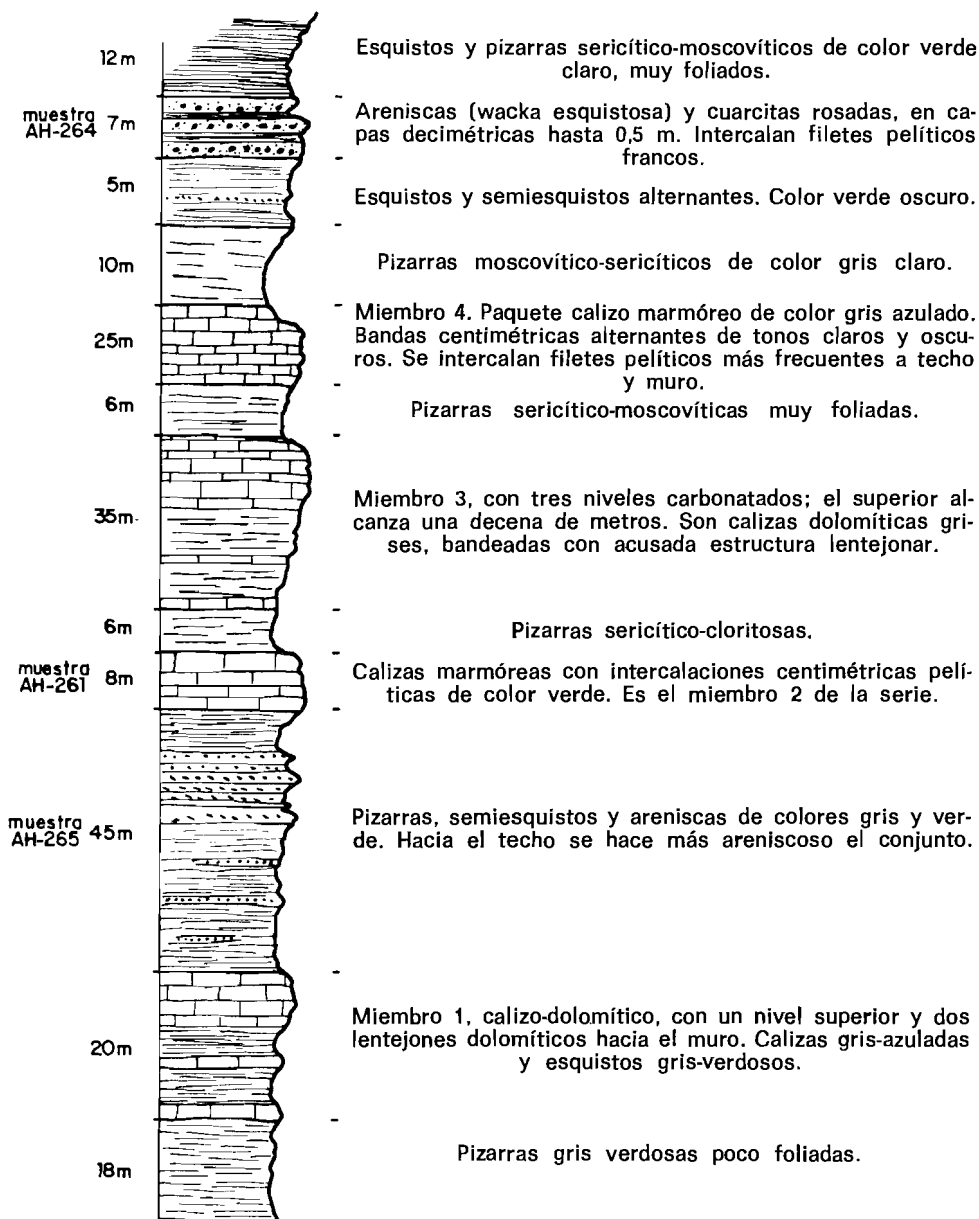 12m
Esquistos y pizarras sericítico-moscovíticos de color verde
claro, muy foliados.
muestra
AH-264
7m
Areniscas (wacka esquistosa) y cuarcitas rosadas, en ca-
pas decimétricas hasta 0,5 m. Intercalan filetes pelíticos
francos.
5m
Esquistos y semiesquistos alternantes. Color verde oscuro.
10m
Pizarras moscovítico-sericíticos de color gris claro.
25m
Miembro 4. Paquete calizo marmóreo de color gris azulado.
Bandas centimétricas alternantes de tonos claros y oscu-
ros. Se intercalan filetes pelíticos más frecuentes a techo
y muro.
6m
Pizarras sericítico-moscovíticas muy foliadas.
35m.
Miembro 3, con tres niveles carbonatados; el superior al-
canza una decena de metros. Son calizas dolomíticas gri-
ses, bandeadas con acusada estructura lentejonar.
6m
Pizarras sericítico-cloritosas.
muestra
AH-261
8m
Calizas marmóreas con intercalaciones centimétricas pelí-
ticas de color verde. Es el miembro 2 de la serie.
muestra
AH-265
45m
Pizarras, semiesquistos y areniscas de colores gris y ver-
de. Hacia el techo se hace más areniscoso el conjunto.
20m
Miembro 1, calizo-dolomítico, con un nivel superior y dos
lentejones dolomíticos hacia el muro. Calizas gris-azuladas
y esquistos gris-verdosos.
18m
Pizarras gris verdosas poco foliadas.